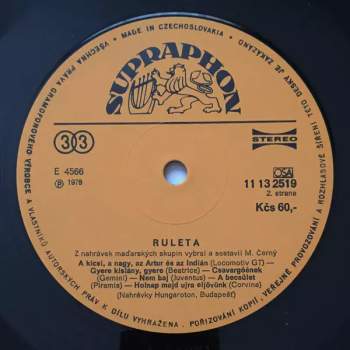 VŠECHNA PRÁVA GRAMOFONOVÉHO VÝROBCE A VLASTNÍKŮ AUTORSKÝCH PRÁV K DÍLU VYHRAŽENA. POŘIZOVÁNÍ KOPIÍ, VEŘEJNÉ PROVOZOVÁNÍ A ROZHLASOVÉ ŠÍŘENÍ TÉTO DESKY JE ZAKÁZÁNO
• MADE IN CZECHOSLOVAKIA •
SUPRAPHON
33
STEREO
E 4566
Ⓟ 1978
OSA
11 13 2519
2. strana
Kčs 60,-
RULETA
Z nahrávek maďarských skupin vybral a sestavil M. Černý
A kicsi, a nagy, az Artur és az Indián (Locomotiv GT) —
Gyere kislány, gyere (Beatrice) — Csavargóének
(Gemini) — Nem baj (Juventus) — A becsület
(Piramis) — Holnap mejd ujra eljövünk (Corvina)
(Nahrávky Hungaroton, Budapešť)